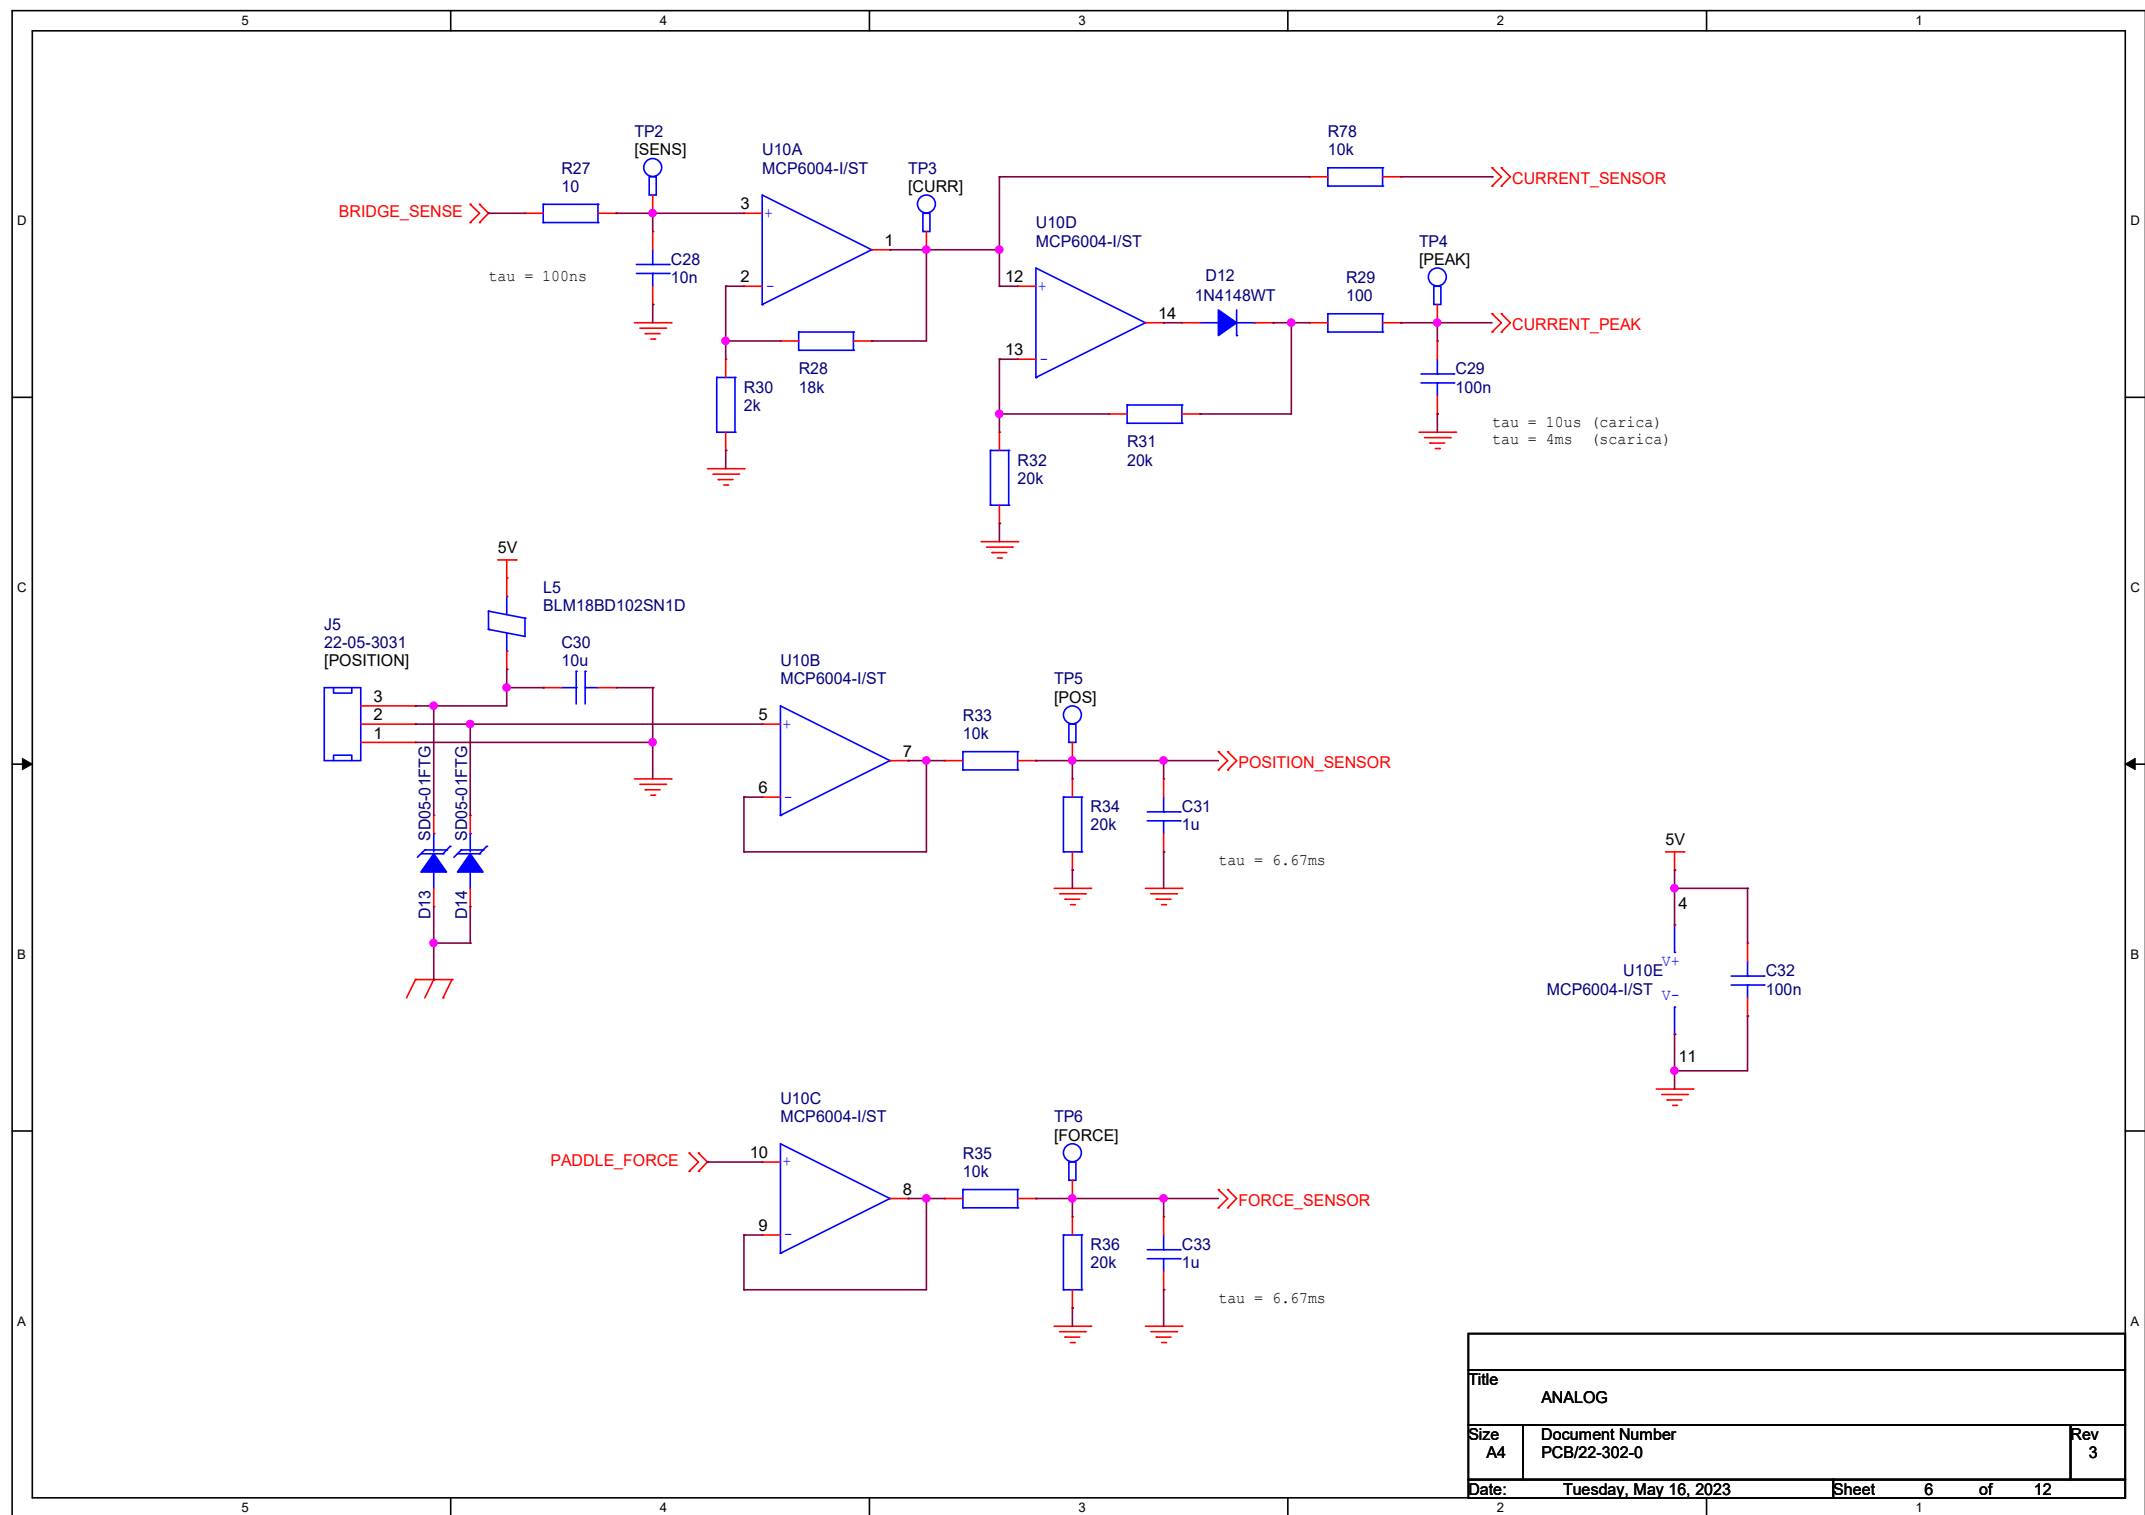 5 4 3 2 1
D
D
C
C
B
B
A
A
TP2
[SENS]
R27
10
BRIDGE_SENSE
tau = 100ns
C28
10n
U10A
MCP6004-I/ST
3
+
2
-
1
TP3
[CURR]
R28
18k
R30
2k
R78
10k
CURRENT_SENSOR
U10D
MCP6004-I/ST
12
+
13
-
14
D12
1N4148WT
R29
100
TP4
[PEAK]
CURRENT_PEAK
C29
100n
tau = 10us (carica)
tau = 4ms (scarica)
R31
20k
R32
20k
5V
L5
BLM18BD102SN1D
J5
22-05-3031
[POSITION]
3
2
1
C30
10u
SD05-01FTG
SD05-01FTG
D13
D14
U10B
MCP6004-I/ST
5
+
6
-
7
R33
10k
TP5
[POS]
POSITION_SENSOR
R34
20k
C31
1u
tau = 6.67ms
5V
4
V+
U10E
MCP6004-I/ST
V-
11
C32
100n
U10C
MCP6004-I/ST
PADDLE_FORCE
10
+
9
-
8
R35
10k
TP6
[FORCE]
FORCE_SENSOR
R36
20k
C33
1u
tau = 6.67ms
Title
ANALOG
Size
A4
Document Number
PCB/22-302-0
Rev
3
Date: Tuesday, May 16, 2023 Sheet 6 of 12
5 4 3 2 1